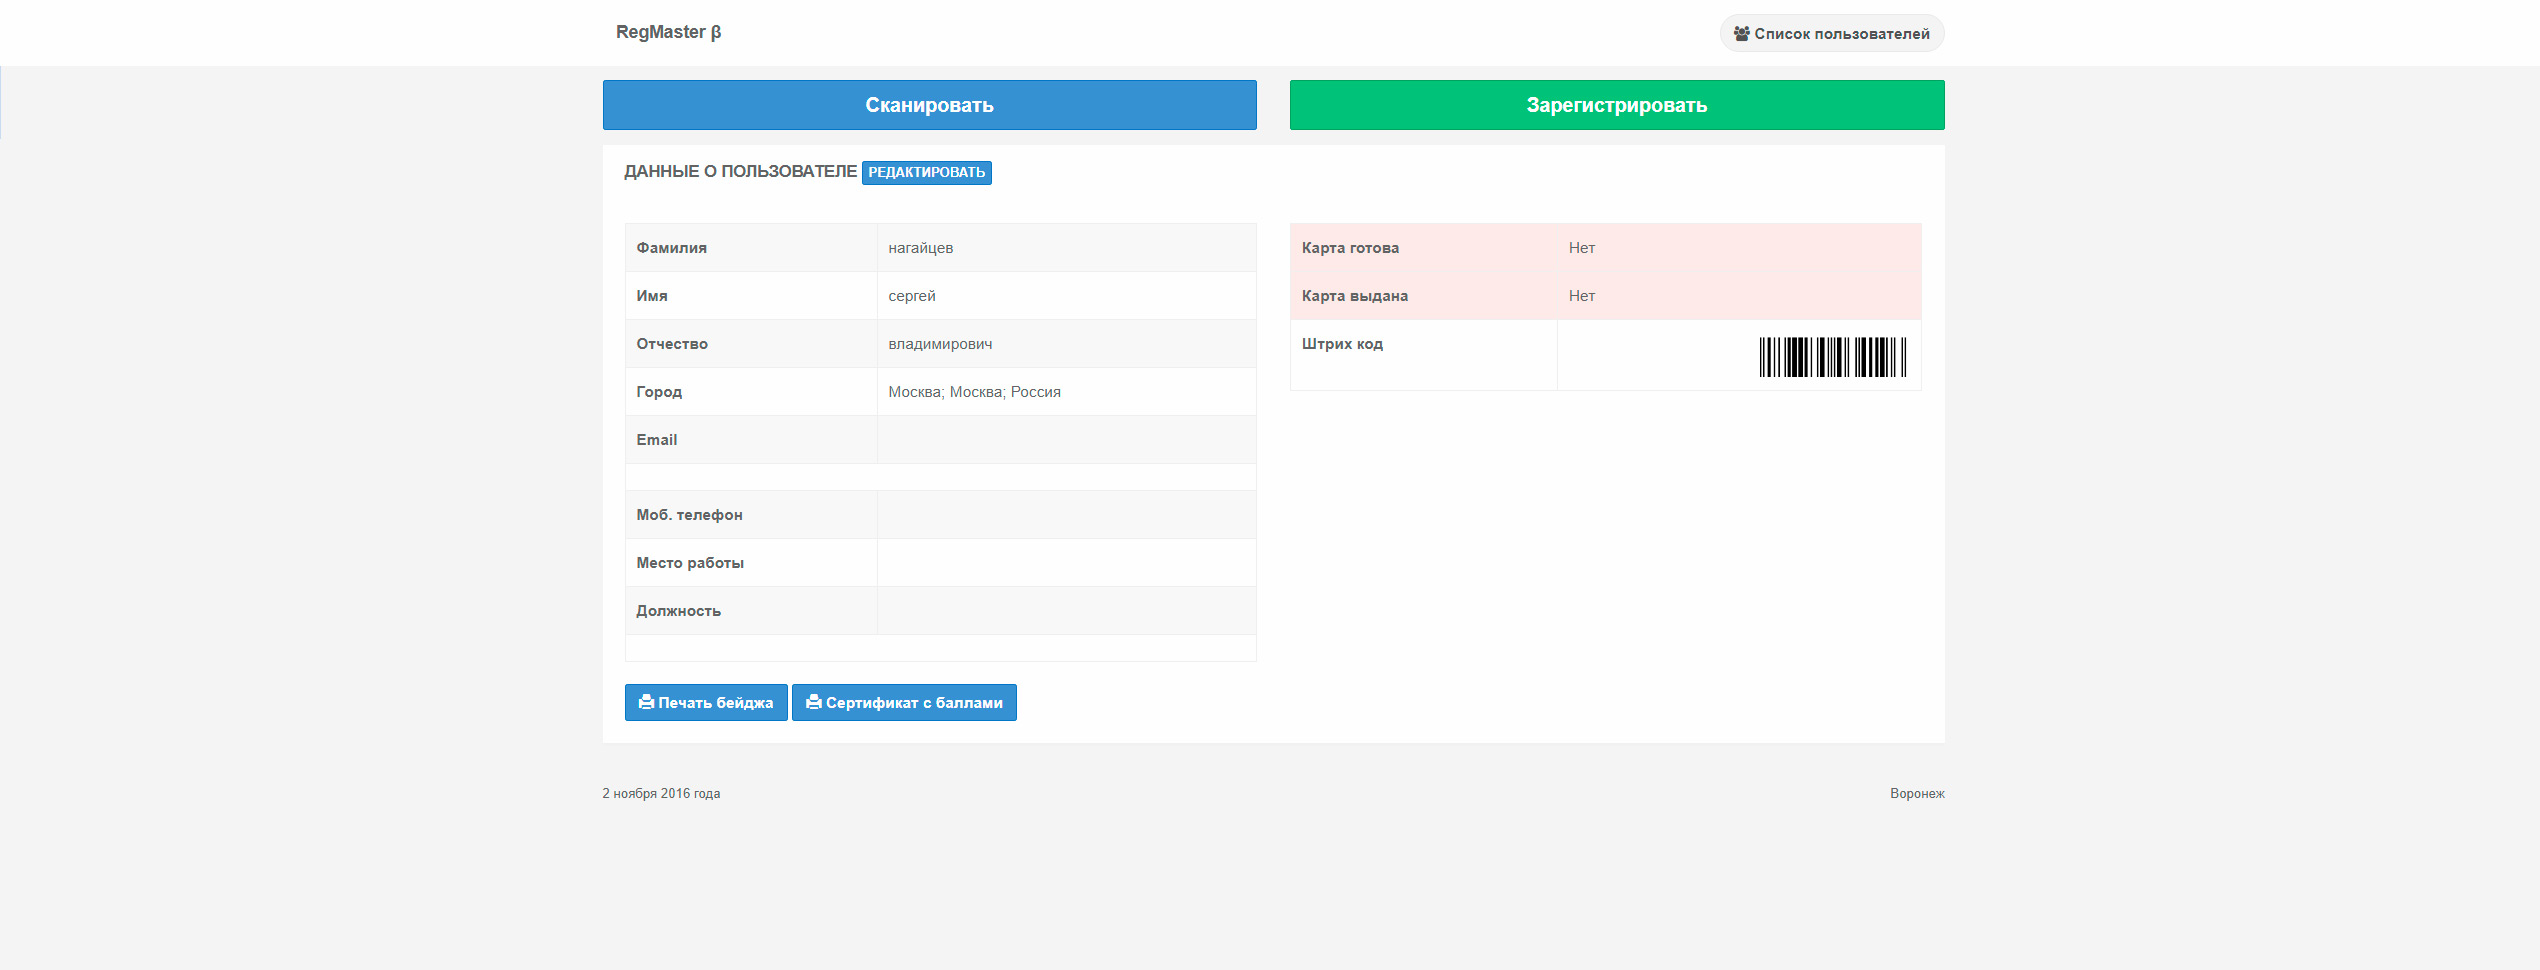 RegMaster β
Список пользователей
Сканировать
Зарегистрировать
ДАННЫЕ О ПОЛЬЗОВАТЕЛЕ РЕДАКТИРОВАТЬ
Фамилия нагайцев
Имя сергей
Отчество владимирович
Город Москва; Москва; Россия
Email
Моб. телефон
Место работы
Должность
Карта готова Нет
Карта выдана Нет
Штрих код
Печать бейджа Сертификат с баллами
2 ноября 2016 года
Воронеж